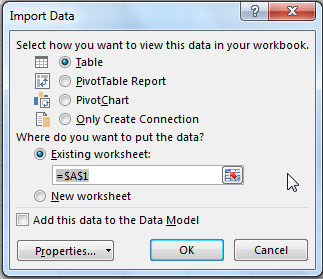 Import Data
Select how you want to view this data in your workbook.
Table
PivotTable Report
PivotChart
Only Create Connection
Where do you want to put the data?
Existing worksheet:
=$A$1
New worksheet
Add this data to the Data Model
Properties...
OK
Cancel